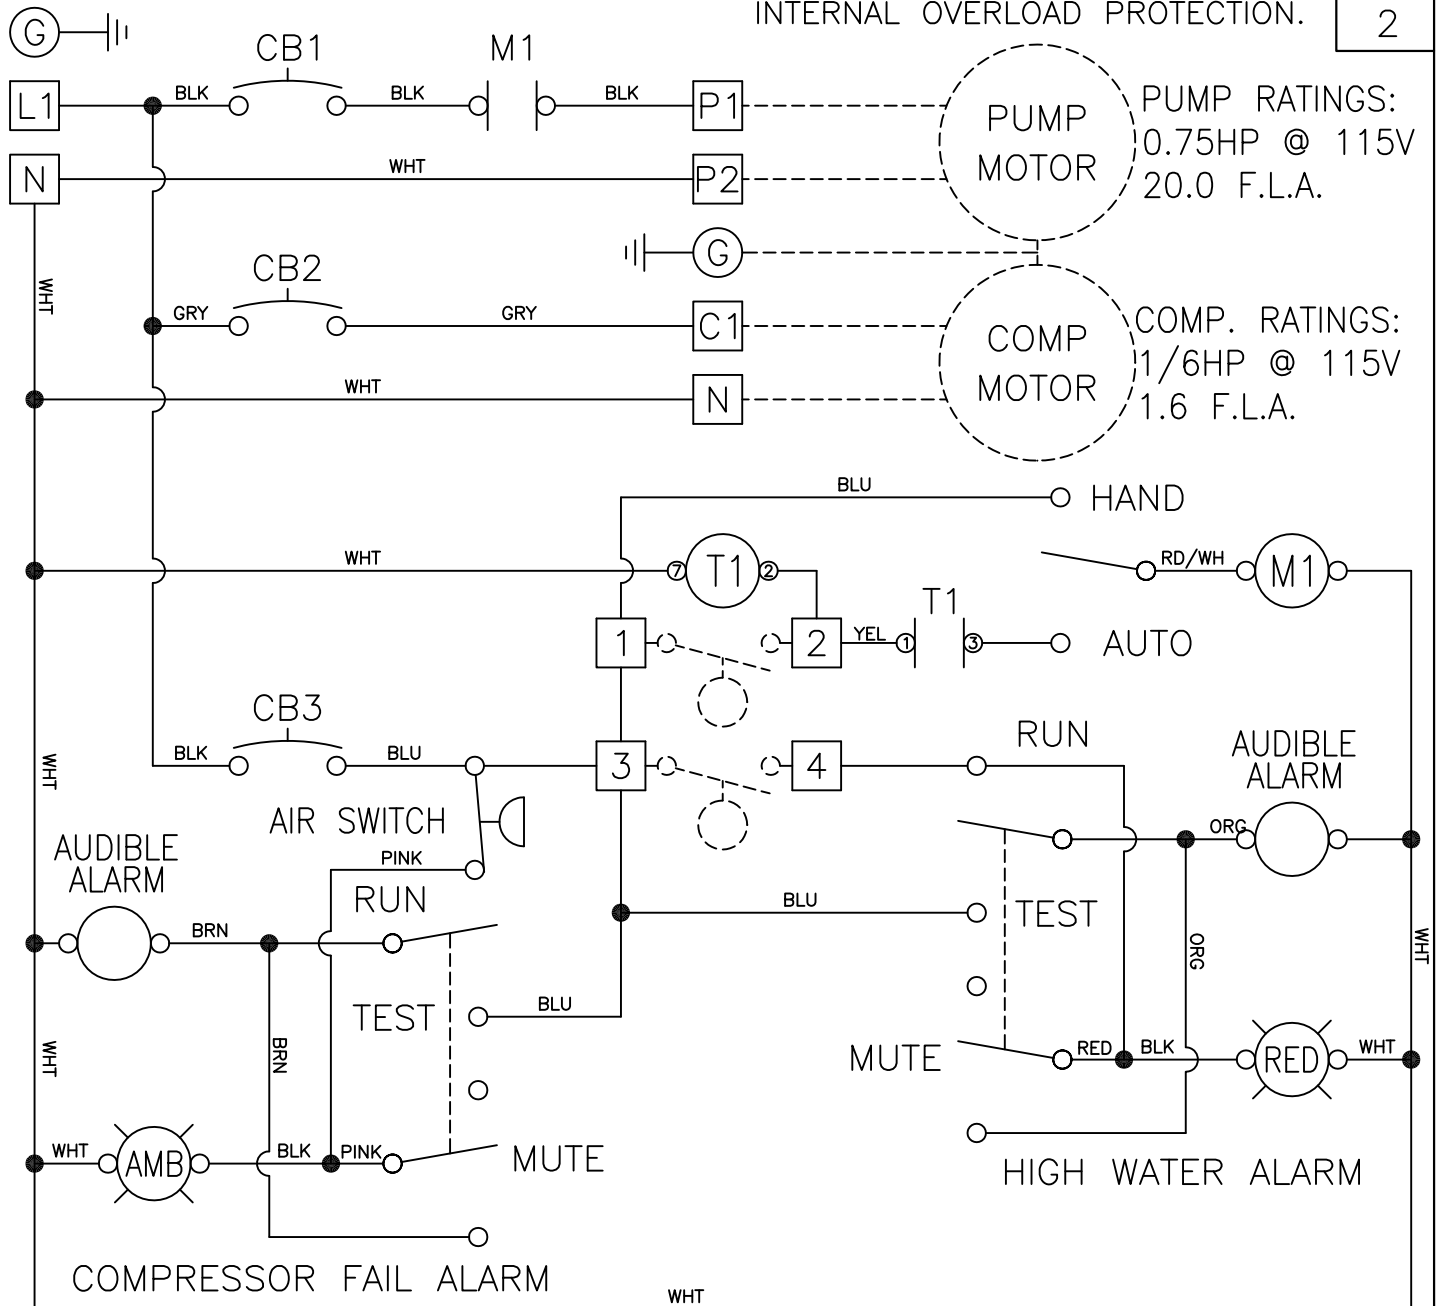 INTERNAL OVERLOAD PROTECTION.
2
G
CB1
M1
L1
BLK
BLK
BLK
P1
PUMP
MOTOR
PUMP RATINGS:
0.75HP @ 115V
20.0 F.L.A.
N
WHT
P2
G
WHT
CB2
GRY
GRY
C1
COMP
MOTOR
COMP. RATINGS:
1/6HP @ 115V
1.6 F.L.A.
WHT
N
BLU
HAND
WHT
7
T1
2
RD/WH
M1
T1
1
2
YEL
1
3
AUTO
CB3
WHT
BLK
BLU
3
4
RUN
AUDIBLE
ALARM
AIR SWITCH
ORG
AUDIBLE
ALARM
PINK
RUN
BLU
TEST
BRN
ORG
WHT
TEST
BLU
WHT
BRN
MUTE
RED
BLK
RED
WHT
WHT
AMB
BLK
PINK
MUTE
HIGH WATER ALARM
COMPRESSOR FAIL ALARM
WHT